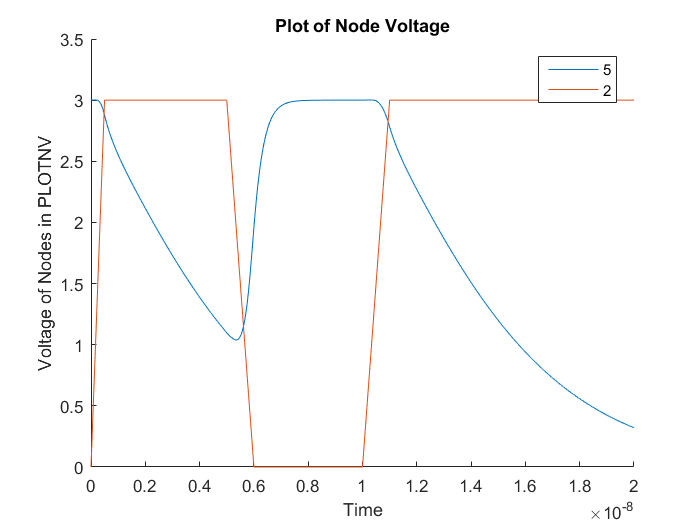 Plot of Node Voltage
3.5
3
2.5
2
1.5
1
0.5
0
Voltage of Nodes in PLOTNV
5
2
0 0.2 0.4 0.6 0.8 1 1.2 1.4 1.6 1.8 2
Time
×10⁻⁸